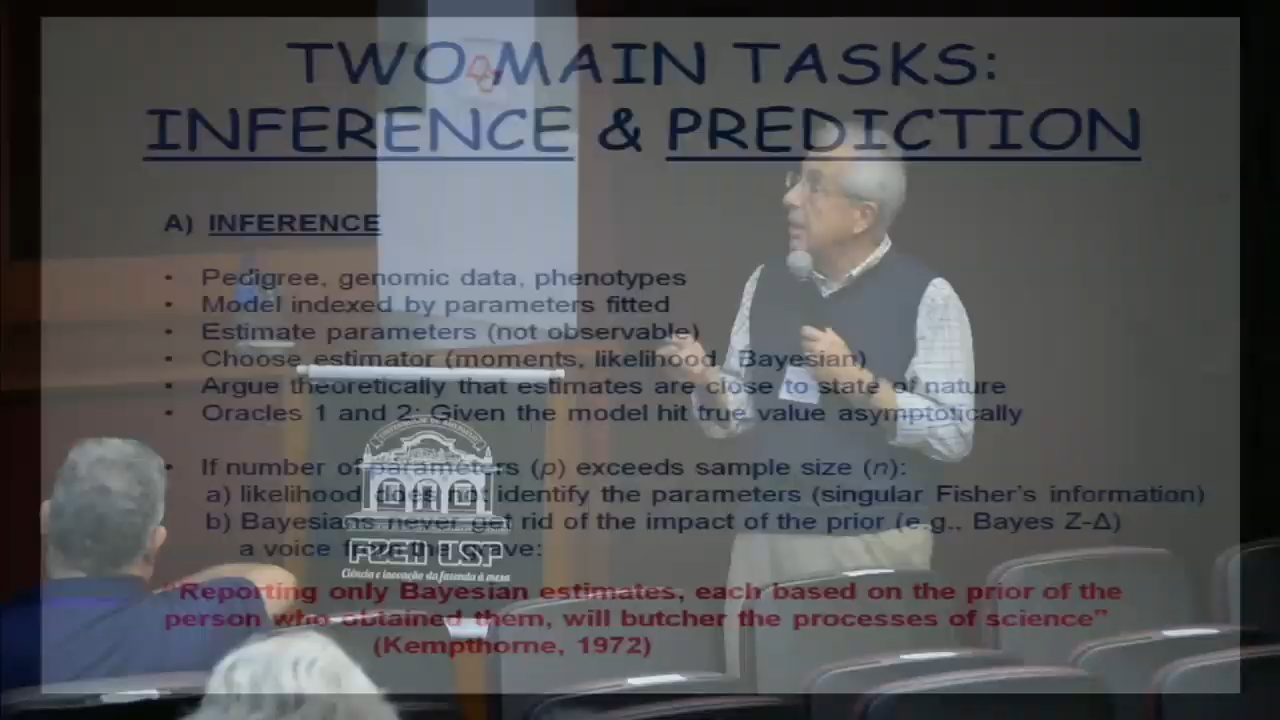 TWO MAIN TASKS:
INFERENCE & PREDICTION
A) INFERENCE
• Pedigree, genomic data, phenotypes
• Model indexed by parameters fitted
• Estimate parameters (not observable)
• Choose estimator (moments, likelihood, Bayesian)
• Argue theoretically that estimates are close to state of nature
• Oracles 1 and 2: Given the model hit true value asymptotically
• If number of parameters (p) exceeds sample size (n):
a) likelihood does not identify the parameters (singular Fisher's information)
b) Bayesians never get rid of the impact of the prior (e.g., Bayes Z-Δ)
a voice from the grave:
"Reporting only Bayesian estimates, each based on the prior of the
person who obtained them, will butcher the processes of science"
(Kempthorne, 1972)
FZEA USP
Ciência e inovação da fazenda à mesa